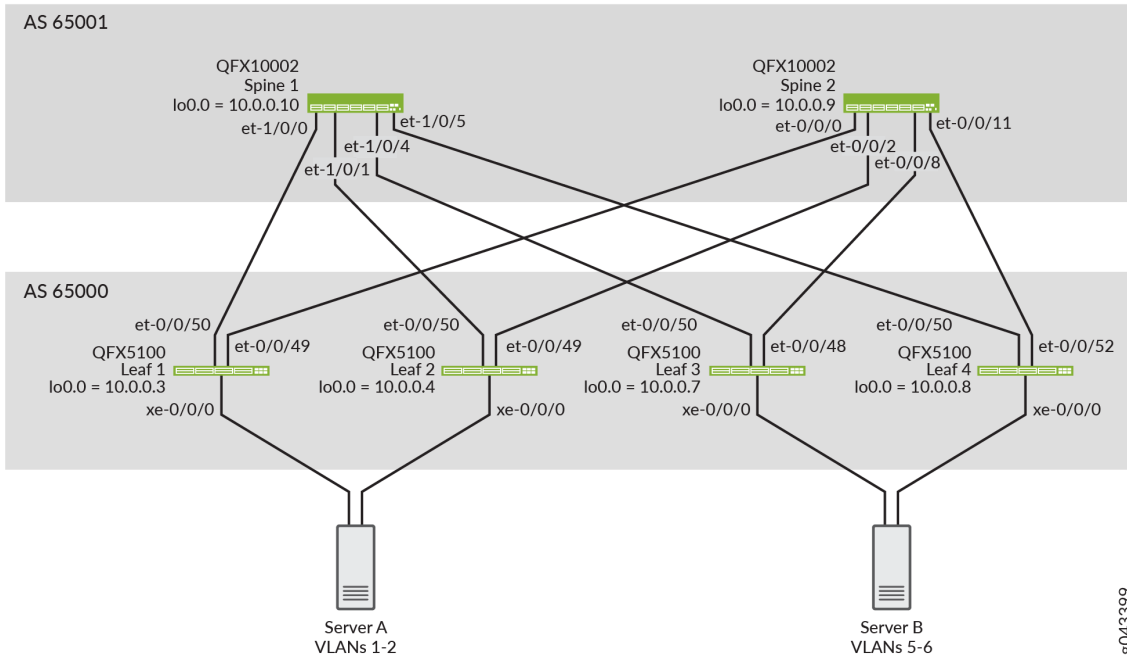 AS 65001
QFX10002
Spine 1
lo0.0 = 10.0.0.10
et-1/0/0
et-1/0/1
et-1/0/4
et-1/0/5
QFX10002
Spine 2
lo0.0 = 10.0.0.9
et-0/0/0
et-0/0/2
et-0/0/8
et-0/0/11
AS 65000
et-0/0/50
et-0/0/49
QFX5100
Leaf 1
lo0.0 = 10.0.0.3
xe-0/0/0
et-0/0/50
et-0/0/49
QFX5100
Leaf 2
lo0.0 = 10.0.0.4
xe-0/0/0
et-0/0/50
et-0/0/48
QFX5100
Leaf 3
lo0.0 = 10.0.0.7
xe-0/0/0
et-0/0/50
et-0/0/52
QFX5100
Leaf 4
lo0.0 = 10.0.0.8
xe-0/0/0
Server A
VLANs 1-2
Server B
VLANs 5-6
g043399